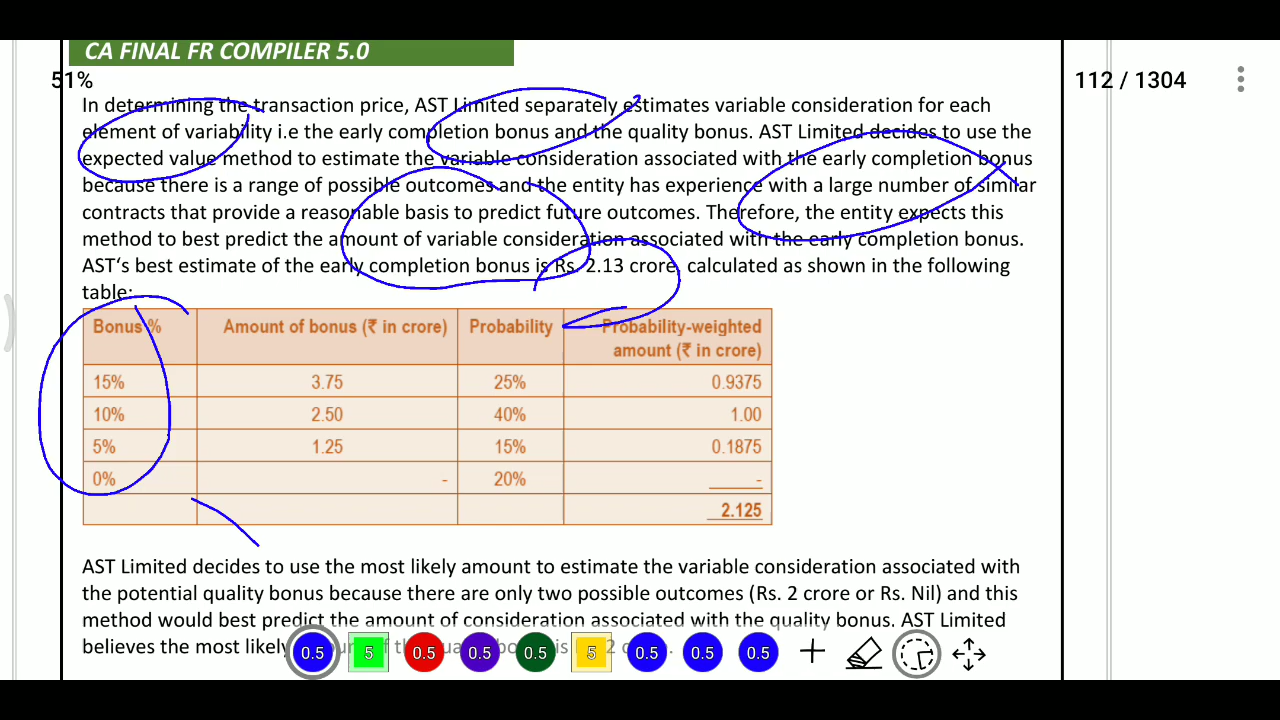 CA FINAL FR COMPILER 5.0
51%
112 / 1304
In determining the transaction price, AST Limited separately estimates variable consideration for each
element of variability i.e the early completion bonus and the quality bonus. AST Limited decides to use the
expected value method to estimate the variable consideration associated with the early completion bonus
because there is a range of possible outcomes and the entity has experience with a large number of similar
contracts that provide a reasonable basis to predict future outcomes. Therefore, the entity expects this
method to best predict the amount of variable consideration associated with the early completion bonus.
AST‘s best estimate of the early completion bonus is Rs. 2.13 crore, calculated as shown in the following
table:
Bonus % Amount of bonus (₹ in crore) Probability Probability-weighted
amount (₹ in crore)
15% 3.75 25% 0.9375
10% 2.50 40% 1.00
5% 1.25 15% 0.1875
0% - 20% -
2.125
AST Limited decides to use the most likely amount to estimate the variable consideration associated with
the potential quality bonus because there are only two possible outcomes (Rs. 2 crore or Rs. Nil) and this
method would best predict the amount of consideration associated with the quality bonus. AST Limited
believes the most likely
0.5 5 0.5 0.5 0.5 5 0.5 0.5 0.5